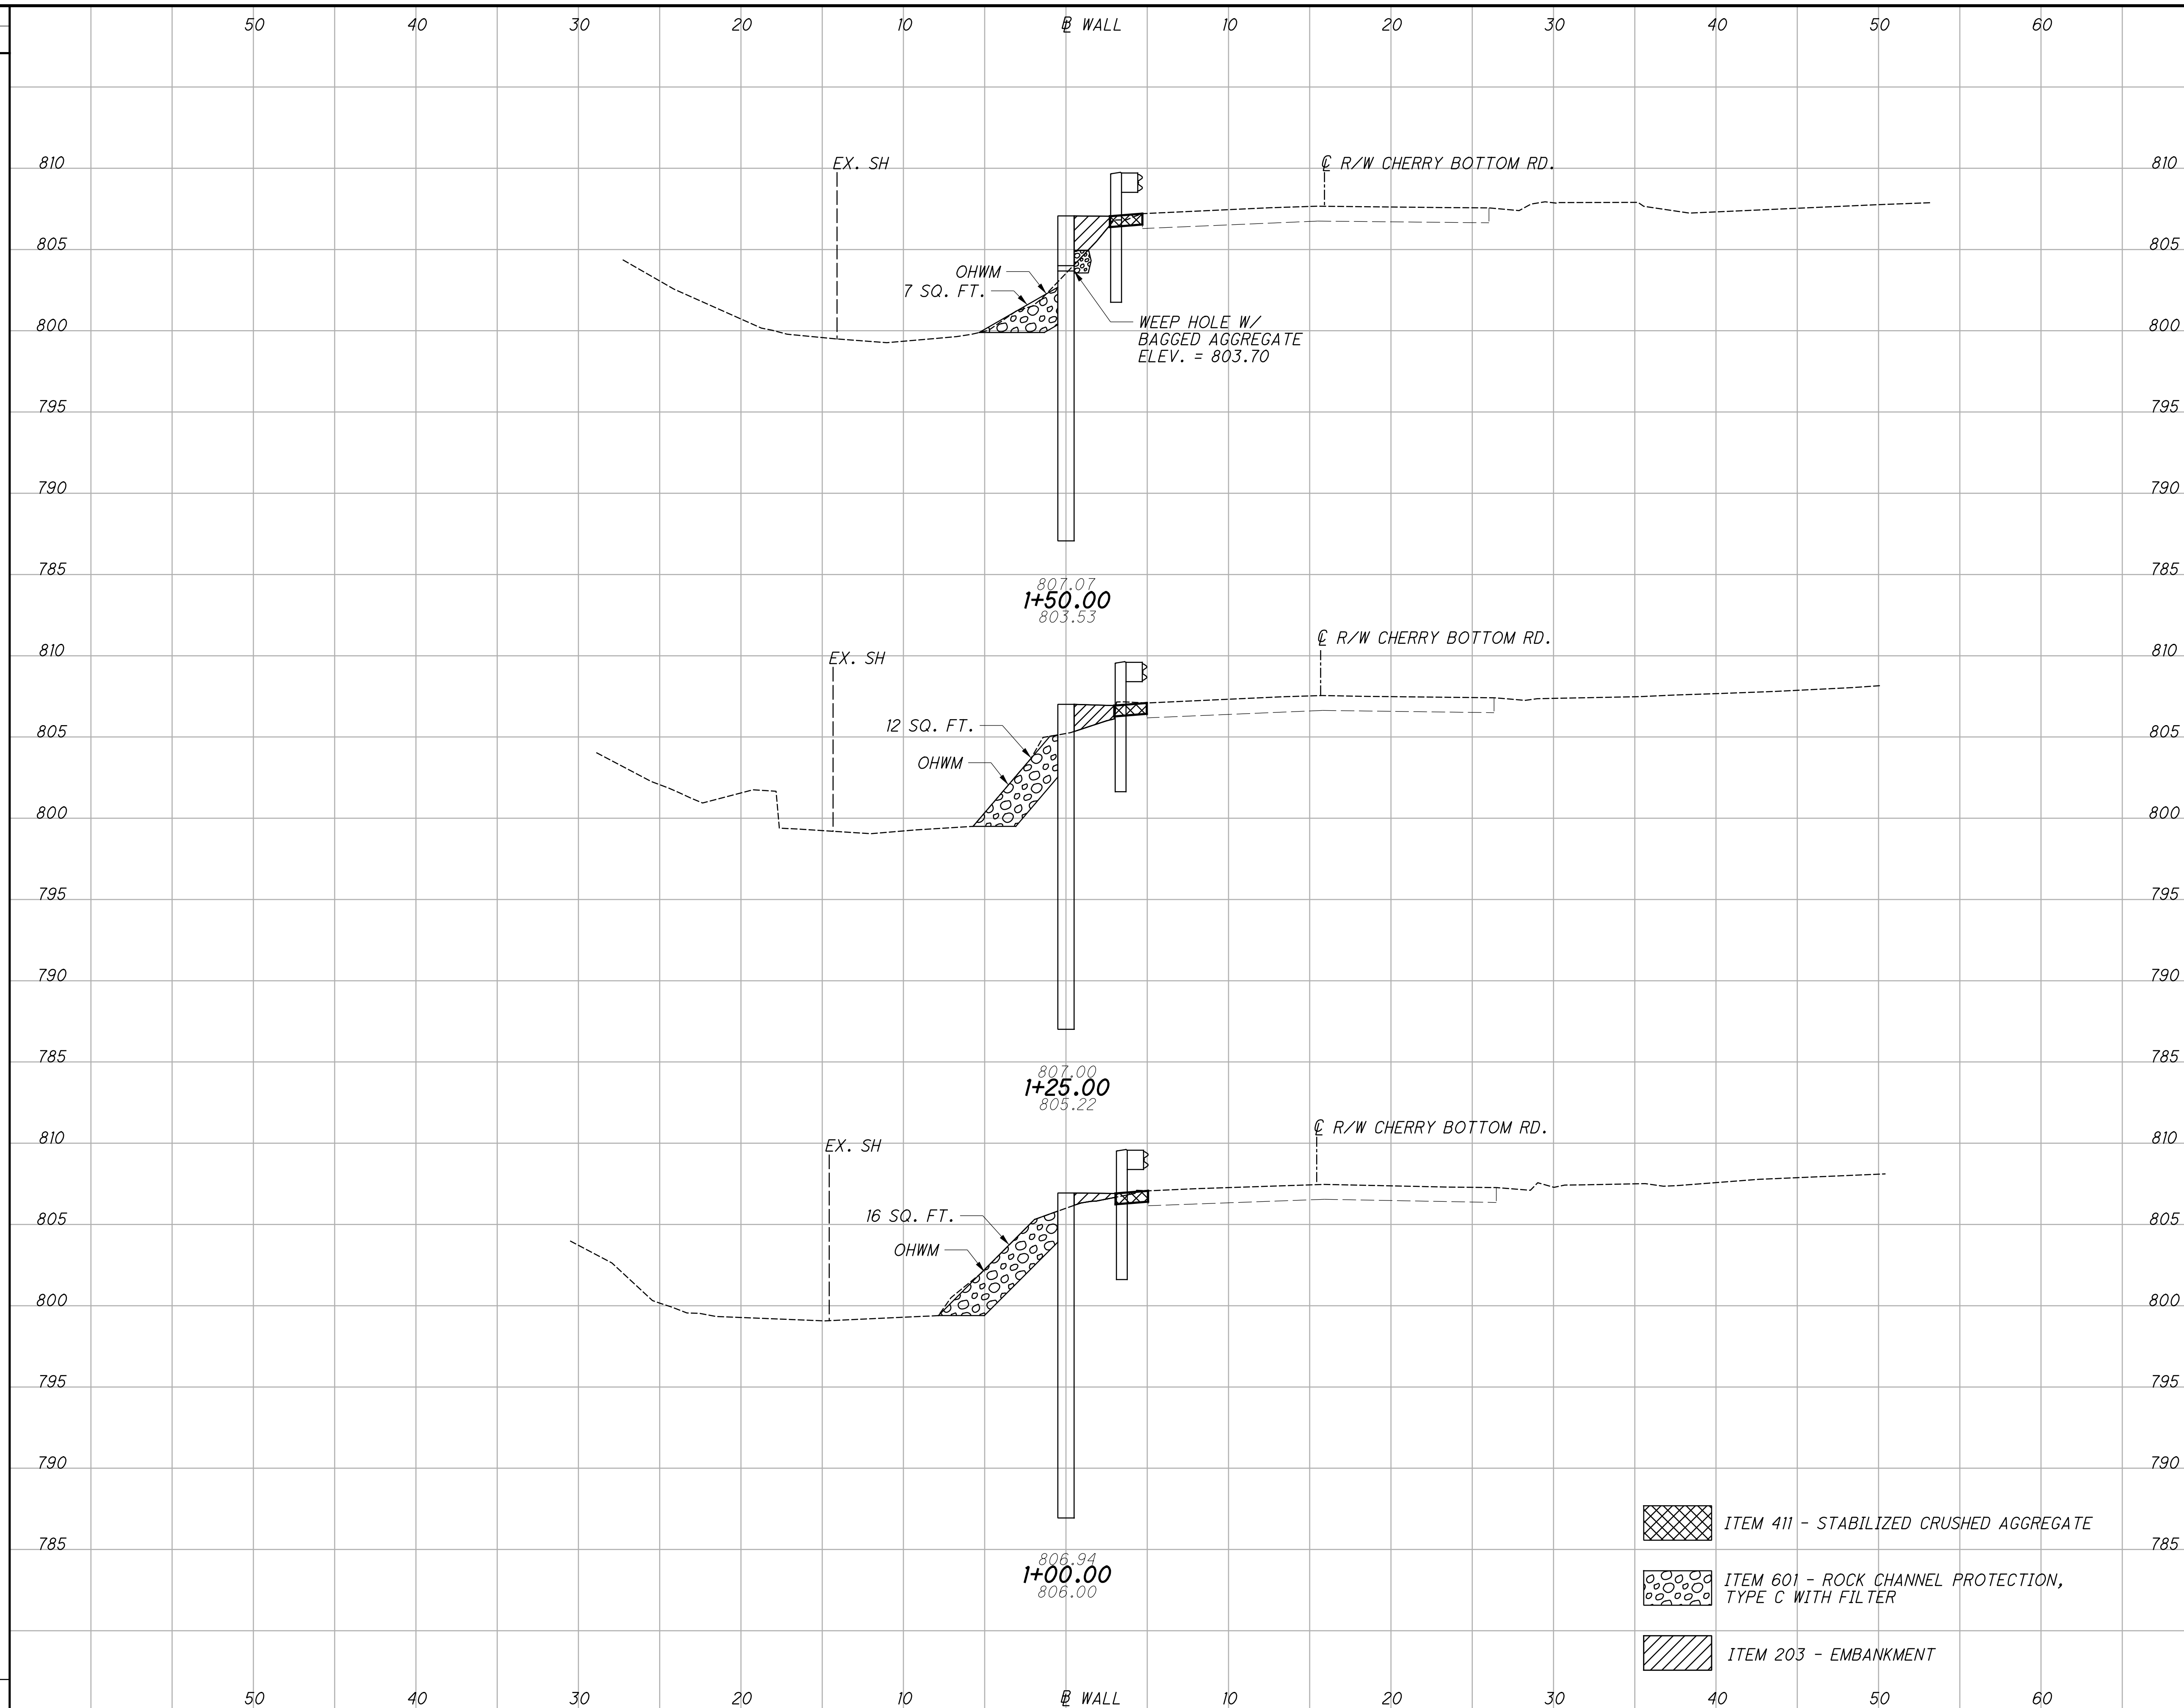 50 40 30 20 10 ⅊ WALL 10 20 30 40 50 60
810 EX. SH ℄ R/W CHERRY BOTTOM RD. 810
805 805
OHWM
7 SQ. FT.
800 800
WEEP HOLE W/
BAGGED AGGREGATE
ELEV. = 803.70
795 795
790 790
785 785
807.07
1+50.00
803.53
℄ R/W CHERRY BOTTOM RD.
810 EX. SH 810
805 12 SQ. FT. 805
OHWM
800 800
795 795
790 790
785 785
807.00
1+25.00
805.22
℄ R/W CHERRY BOTTOM RD.
810 EX. SH 810
805 16 SQ. FT. 805
OHWM
800 800
795 795
790 790
785 785
806.94
1+00.00
806.00
ITEM 411 - STABILIZED CRUSHED AGGREGATE
ITEM 601 - ROCK CHANNEL PROTECTION,
TYPE C WITH FILTER
ITEM 203 - EMBANKMENT
50 40 30 20 10 ⅊ WALL 10 20 30 40 50 60